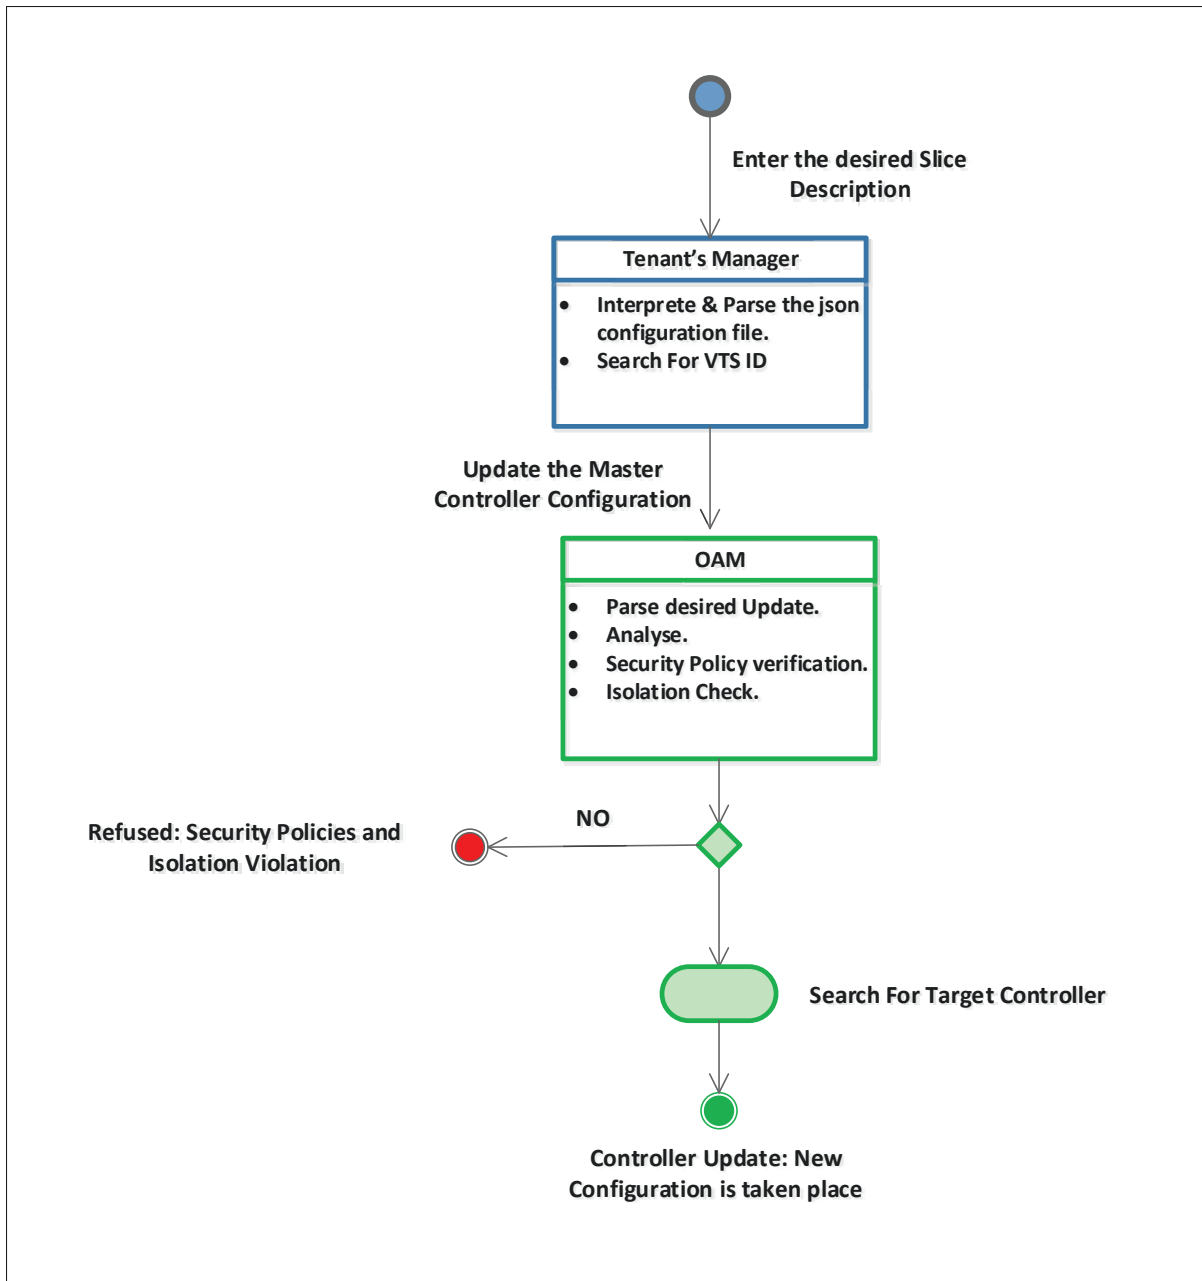 Enter the desired Slice
Description
Tenant's Manager
• Interprete & Parse the json
configuration file.
• Search For VTS ID
Update the Master
Controller Configuration
OAM
• Parse desired Update.
• Analyse.
• Security Policy verification.
• Isolation Check.
NO
Refused: Security Policies and
Isolation Violation
Search For Target Controller
Controller Update: New
Configuration is taken place